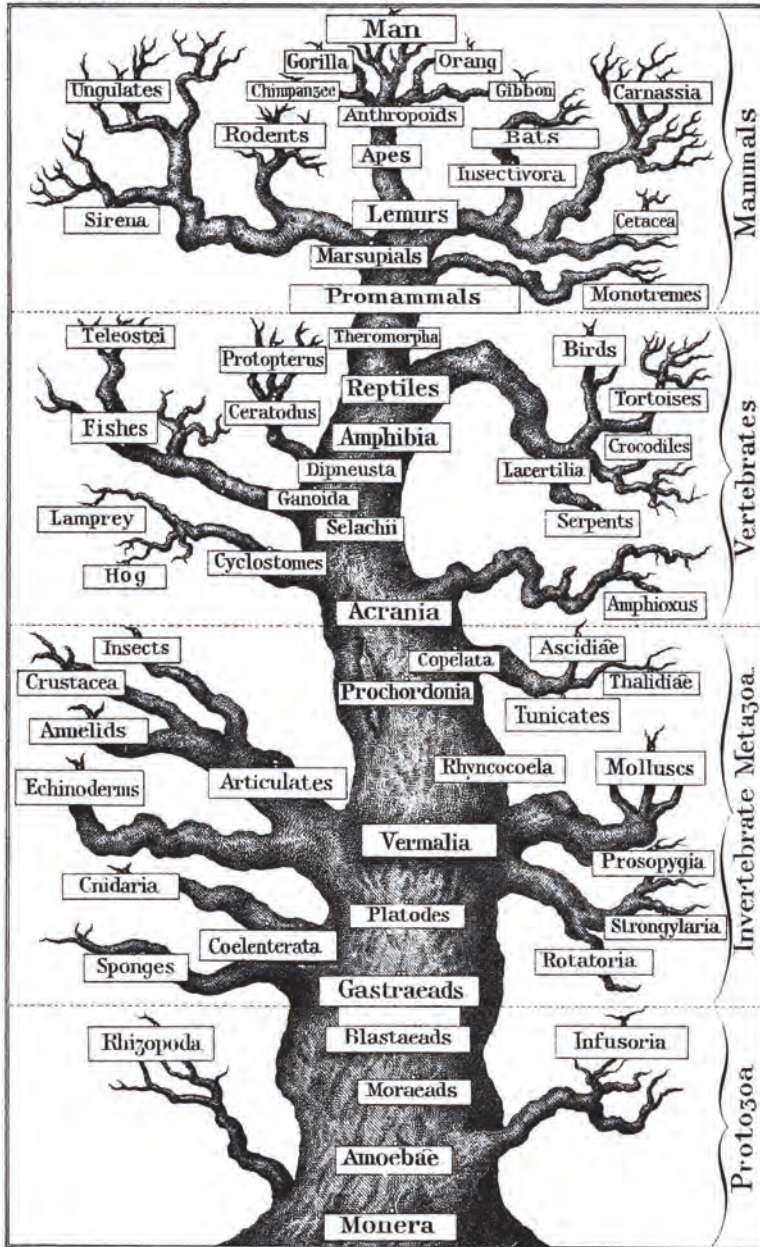 Man
Gorilla
Orang
Chimpanzee
Gibbon
Ungulates
Carnassia
Anthropoids
Rodents
Bats
Apes
Insectivora
Sirena
Lemurs
Cetacea
Marsupials
Promammals
Monotremes
Mammals
Teleostei
Theromorpha
Protopterus
Birds
Reptiles
Tortoises
Ceratodus
Fishes
Amphibia
Crocodiles
Dipneusta
Lacertilia
Ganoida
Lamprey
Selachii
Serpents
Cyclostomes
Hog
Acrania
Amphioxus
Vertebrates
Insects
Ascidiae
Crustacea
Copelata
Thalidiae
Prochordonia
Tunicates
Annelids
Rhyncocoela
Molluscs
Echinoderms
Articulates
Vermalia
Prosopygia
Cnidaria
Platodes
Strongylaria
Coelenterata
Sponges
Rotatoria
Gastraeads
Invertebrate Metazoa.
Rhizopoda
Blastaeads
Infusoria
Moraeads
Amoebae
Monera
Protozoa